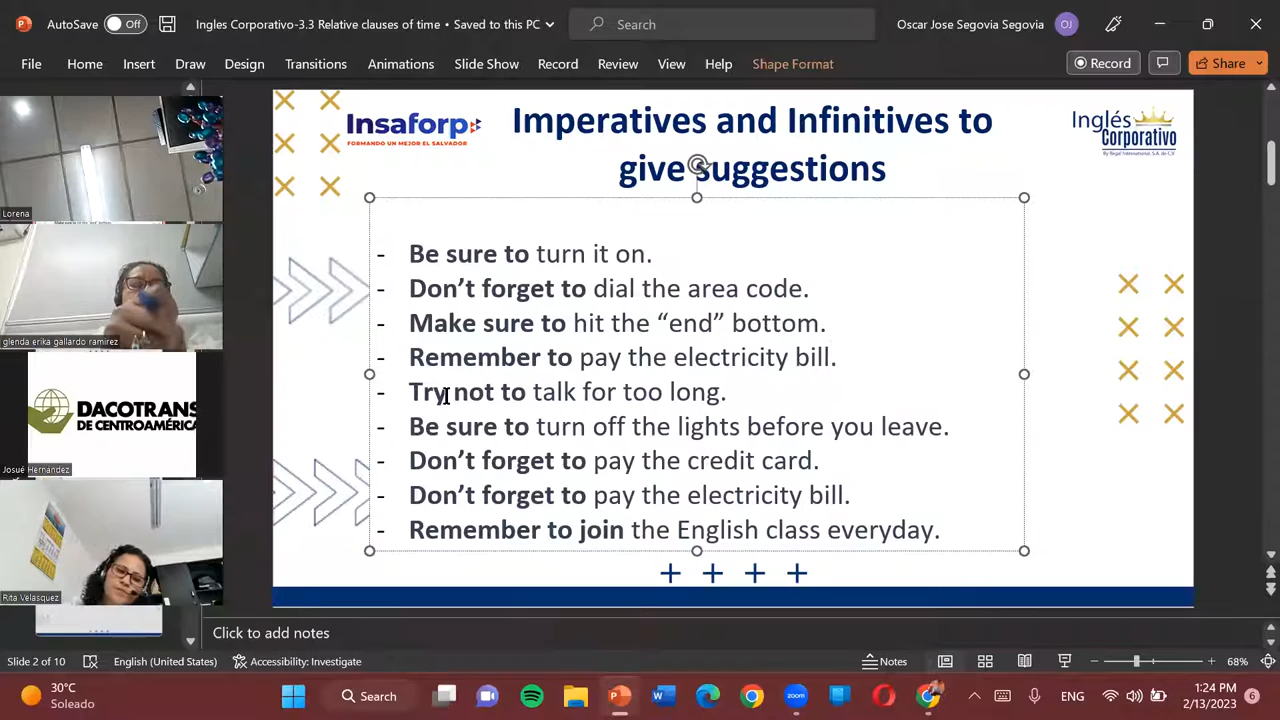 AutoSave Off Ingles Corporativo-3.3 Relative clauses of time • Saved to this PC Search Oscar Jose Segovia Segovia OJ
File Home Insert Draw Design Transitions Animations Slide Show Record Review View Help Shape Format Record Share
Imperatives and Infinitives to
give suggestions
Insaforp
FORMANDO UN MEJOR EL SALVADOR
Inglés
Corporativo
By Regal International, S.A. de C.V.
- Be sure to turn it on.
- Don't forget to dial the area code.
- Make sure to hit the “end” bottom.
- Remember to pay the electricity bill.
- Try not to talk for too long.
- Be sure to turn off the lights before you leave.
- Don't forget to pay the credit card.
- Don't forget to pay the electricity bill.
- Remember to join the English class everyday.
Lorena
glenda erika gallardo ramirez
DACOTRANS
DE CENTROAMÉRICA
Josué Hernandez
Rita Velasquez
Click to add notes
Slide 2 of 10 English (United States) Accessibility: Investigate Notes 68%
30°C
Soleado
Search
zoom
ENG
1:24 PM
2/13/2023
6